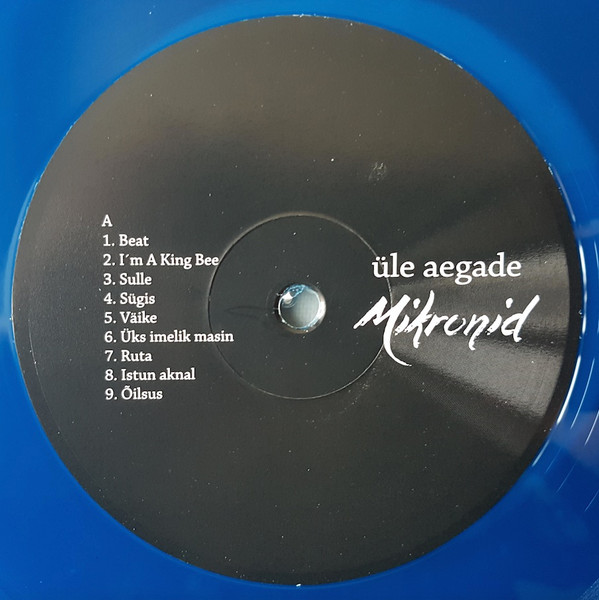 A
1. Beat
2. I´m A King Bee
3. Sulle
4. Sügis
5. Väike
6. Üks imelik masin
7. Ruta
8. Istun aknal
9. Õilsus
üle aegade
Mikronid